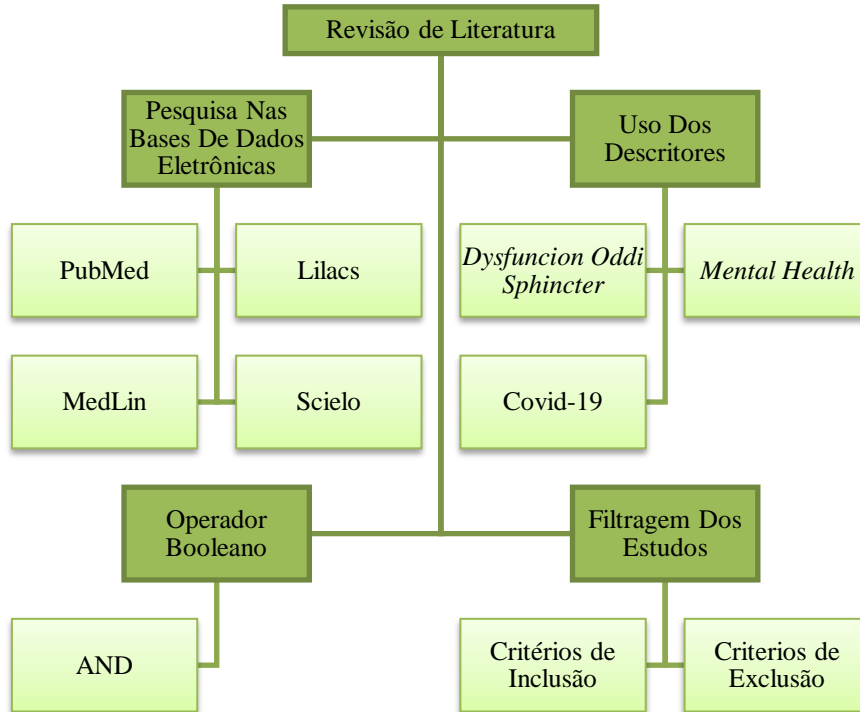 Revisão de Literatura
Pesquisa Nas
Bases De Dados
Eletrônicas
Uso Dos
Descritores
PubMed
Lilacs
Dysfuncion Oddi
Sphincter
Mental Health
MedLin
Scielo
Covid-19
Operador
Booleano
Filtragem Dos
Estudos
AND
Critérios de
Inclusão
Criterios de
Exclusão